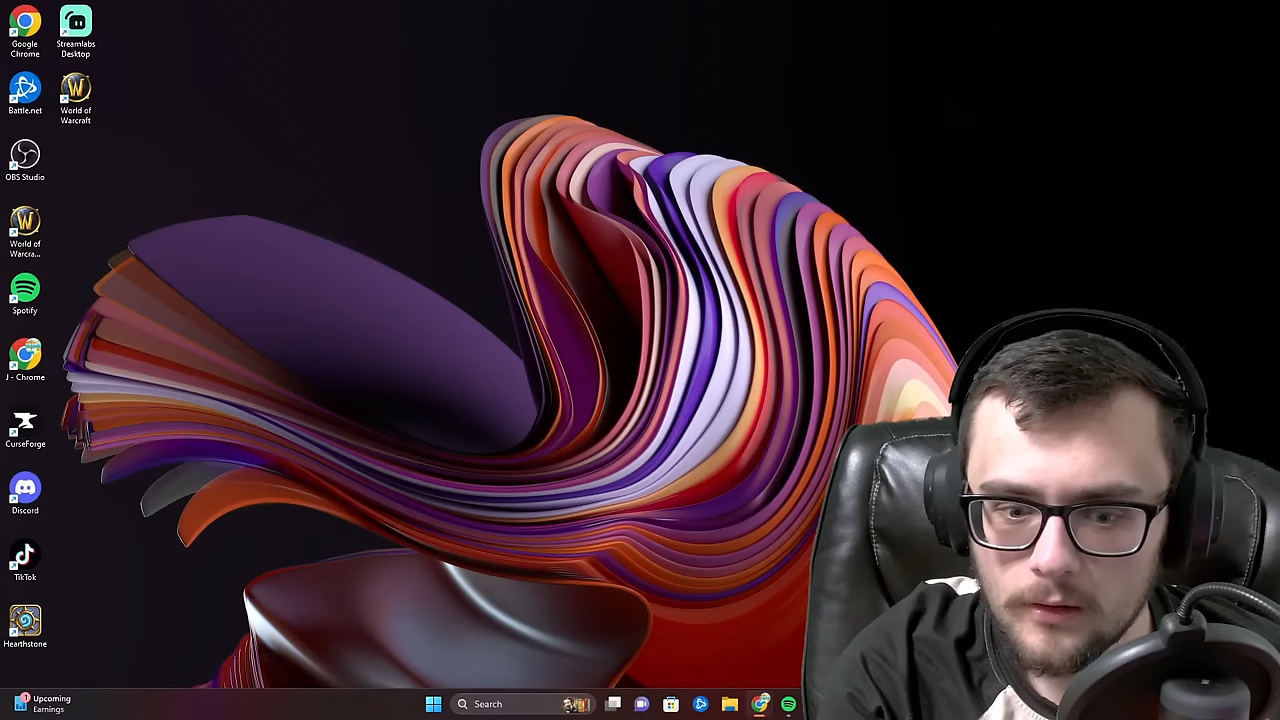 Google
Chrome
Streamlabs
Desktop
Battle.net
World of
Warcraft
OBS Studio
World of
Warcra...
Spotify
J - Chrome
CurseForge
Discord
TikTok
Hearthstone
1
Upcoming
Earnings
Search